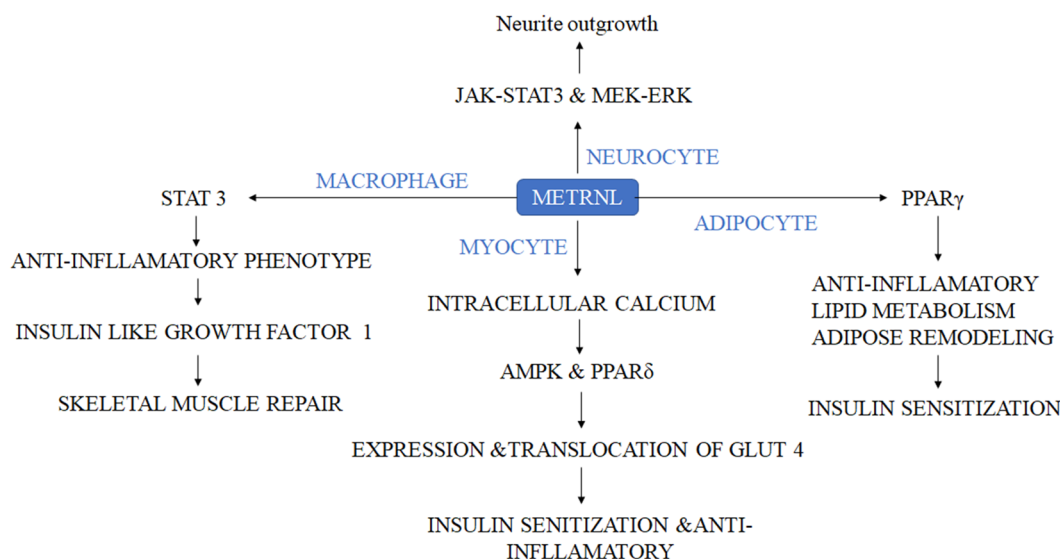 Neurite outgrowth
JAK-STAT3 & MEK-ERK
NEUROCYTE
MACROPHAGE
STAT 3
METRNL
PPARγ
ADIPOCYTE
MYOCYTE
ANTI-INFLLAMATORY PHENOTYPE
INTRACELLULAR CALCIUM
ANTI-INFLLAMATORY
LIPID METABOLISM
ADIPOSE REMODELING
INSULIN LIKE GROWTH FACTOR 1
AMPK & PPARδ
SKELETAL MUSCLE REPAIR
INSULIN SENSITIZATION
EXPRESSION &TRANSLOCATION OF GLUT 4
INSULIN SENITIZATION &ANTI-
INFLLAMATORY